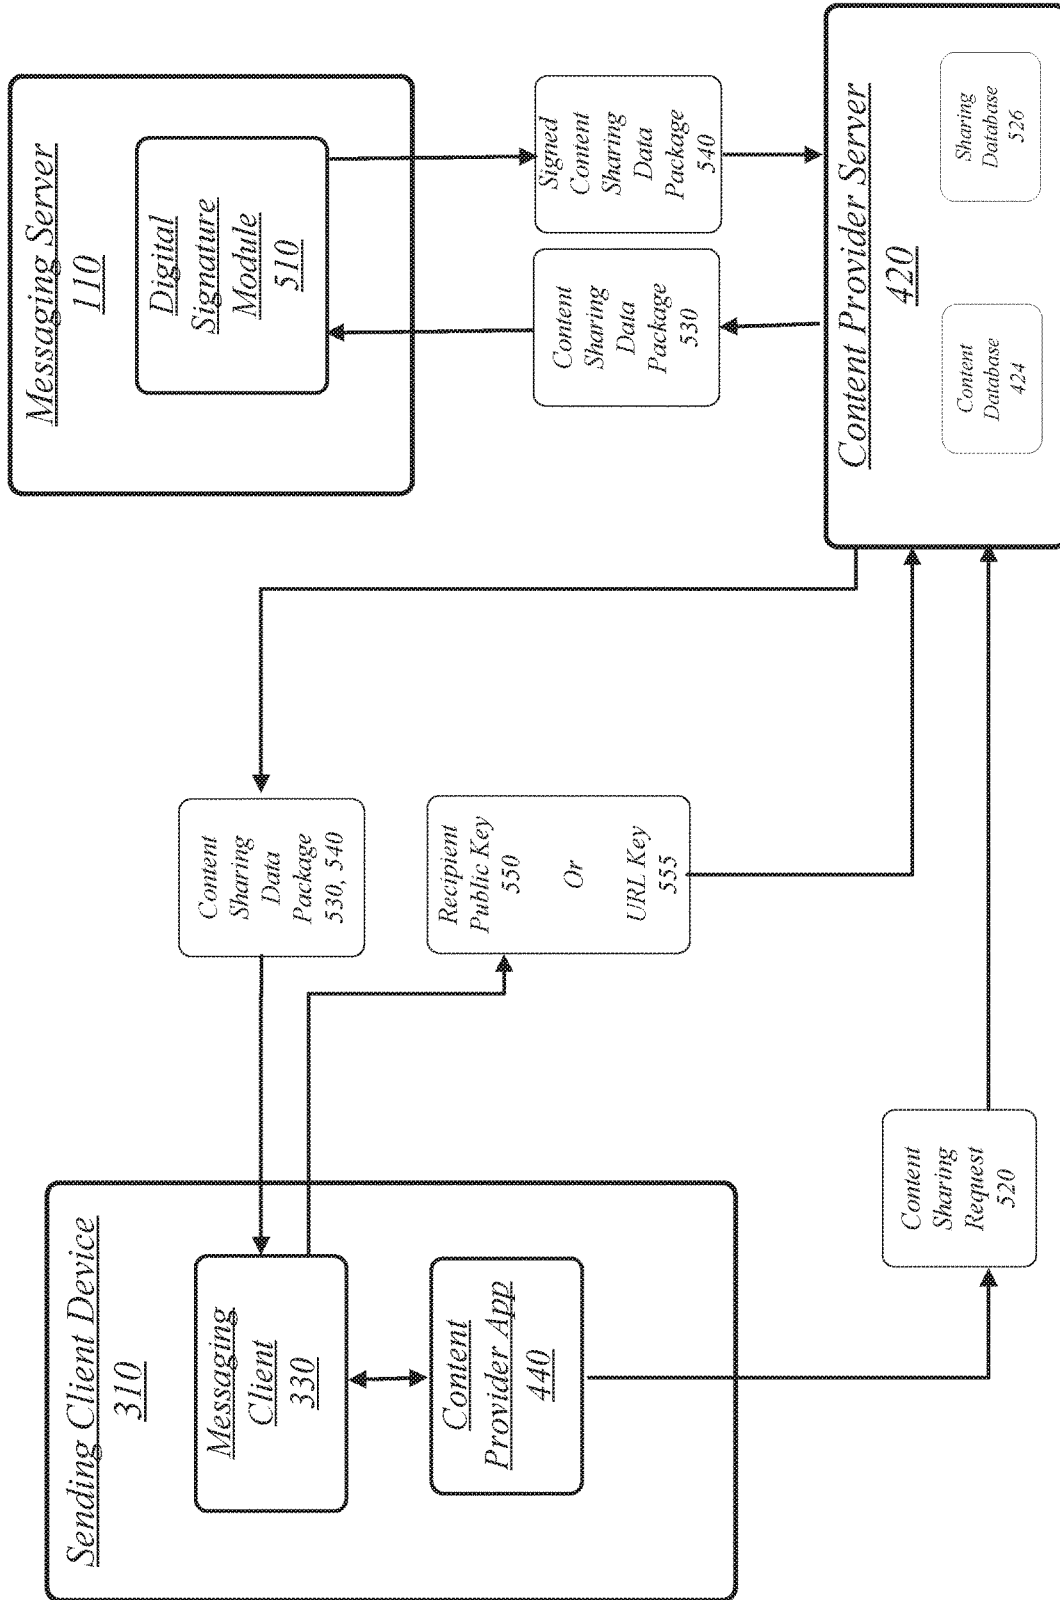 Sending Client Device
310
Messaging
Client
330
Content
Provider App
440
Content
Sharing
Data
Package
530, 540
Recipient
Public Key
550
Or
URL Key
555
Content
Sharing
Request
520
Messaging Server
110
Digital
Signature
Module
510
Content
Sharing
Data
Package
530
Signed
Content
Sharing
Data
Package
540
Content Provider Server
420
Content
Database
424
Sharing
Database
526